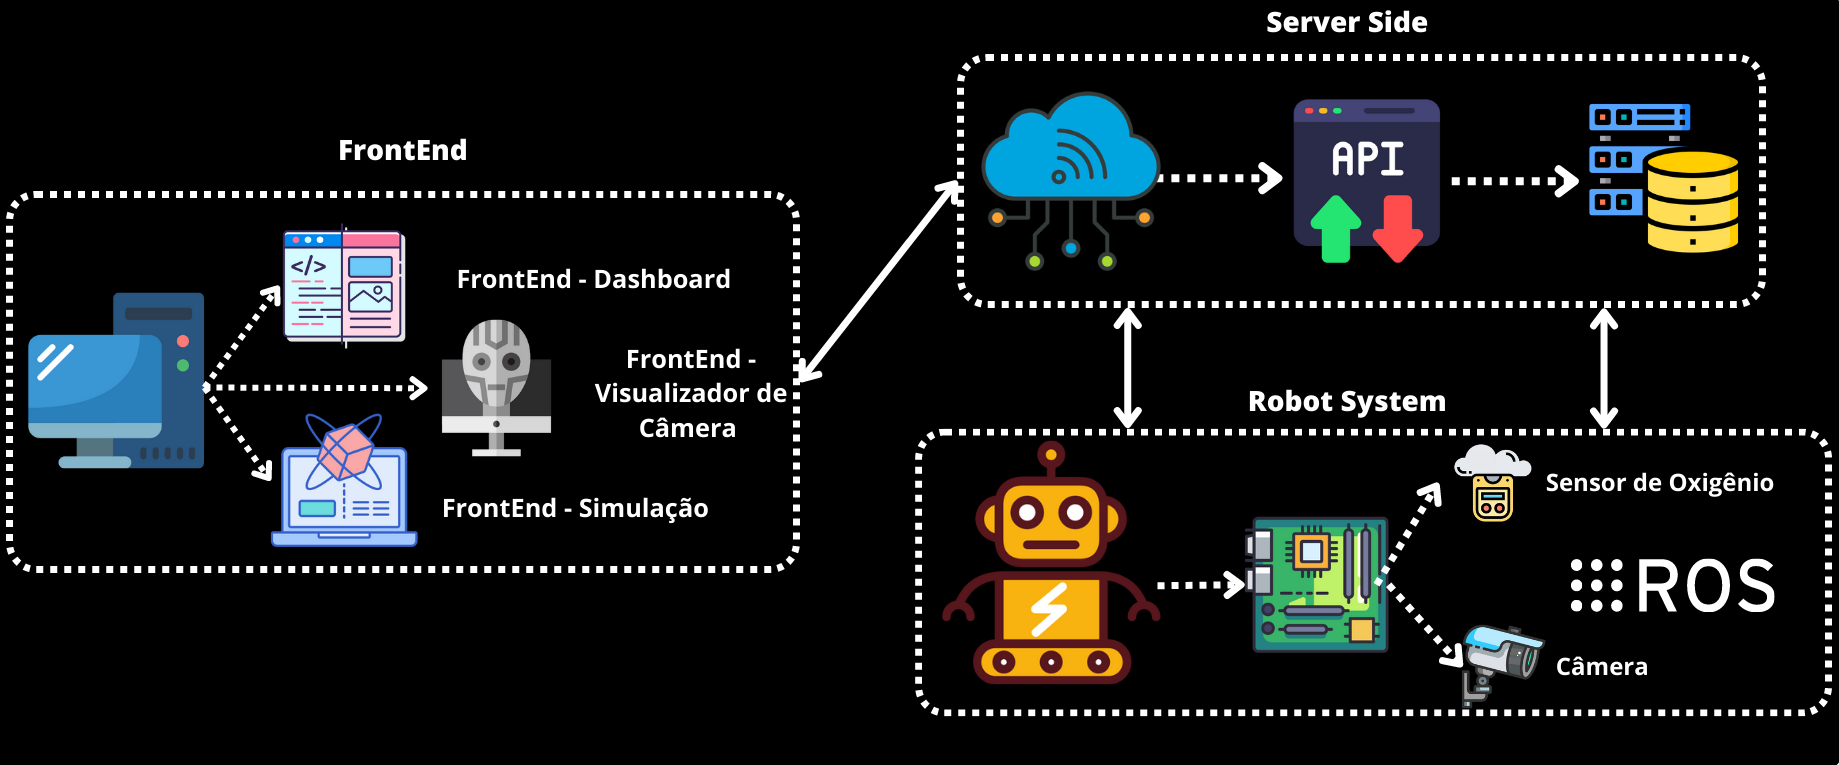 Server Side
FrontEnd
API
</>
FrontEnd - Dashboard
FrontEnd -
Visualizador de
Câmera
FrontEnd - Simulação
Robot System
Sensor de Oxigênio
ROS
Câmera